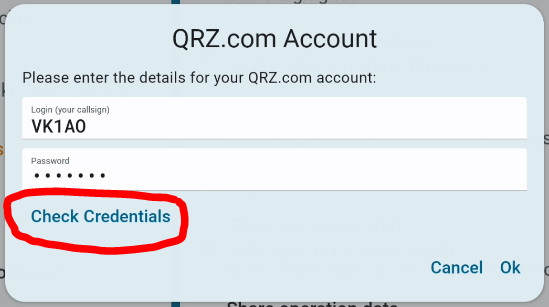 QRZ.com Account
Please enter the details for your QRZ.com account:
Login (your callsign)
VK1AO
Password
•••••••
Check Credentials
Cancel Ok